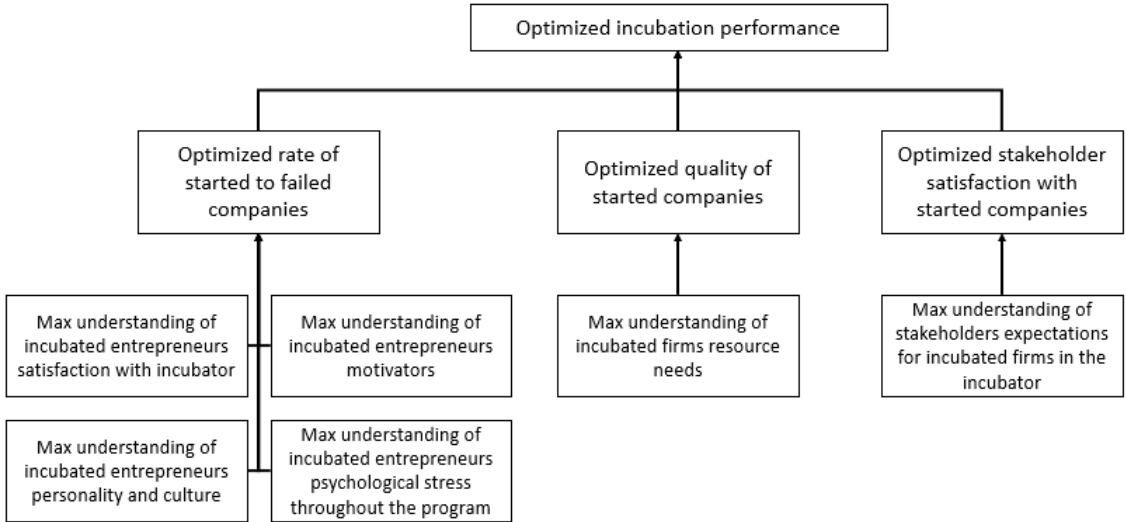 Optimized incubation performance
Optimized rate of
started to failed
companies
Optimized quality of
started companies
Optimized stakeholder
satisfaction with
started companies
Max understanding of
incubated entrepreneurs
satisfaction with incubator
Max understanding of
incubated entrepreneurs
motivators
Max understanding of
incubated firms resource
needs
Max understanding of
stakeholders expectations
for incubated firms in the
incubator
Max understanding of
incubated entrepreneurs
personality and culture
Max understanding of
incubated entrepreneurs
psychological stress
throughout the program